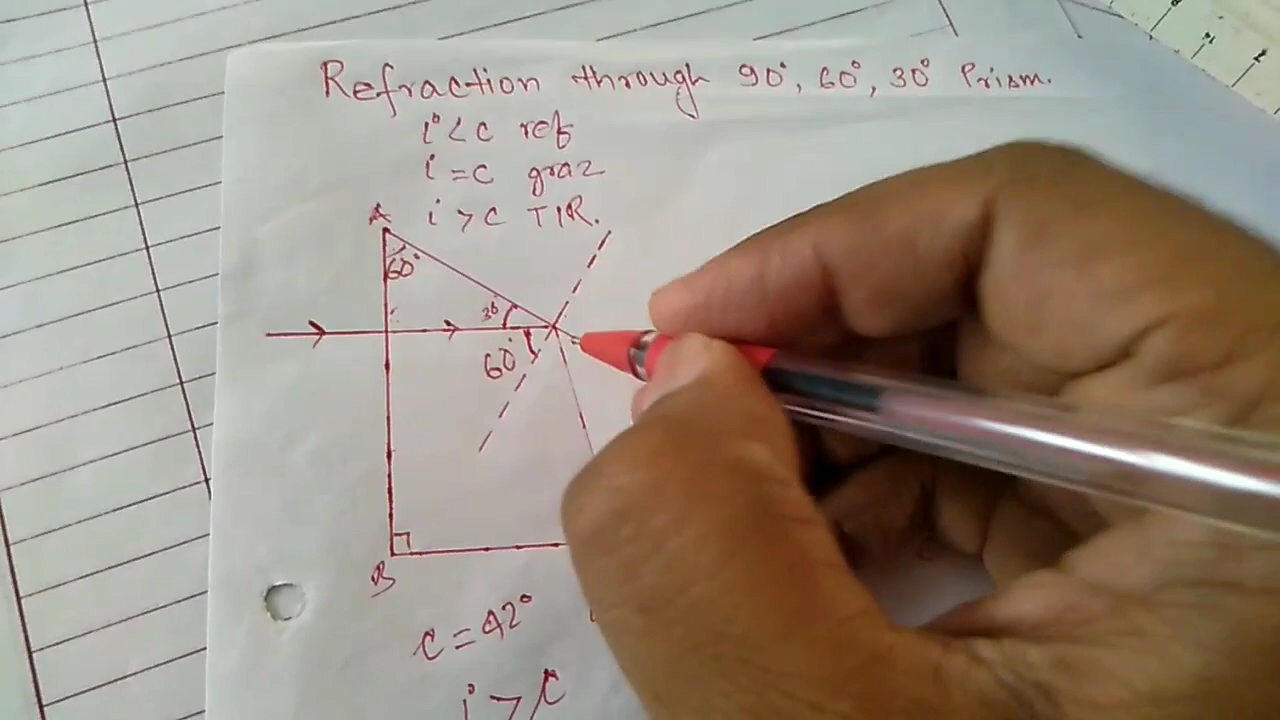 Refraction through 90°, 60°, 30° Prism.
i < c ref
i = c graz
i > c TIR.
A
60°
30
60°
B
c = 42°
i > c